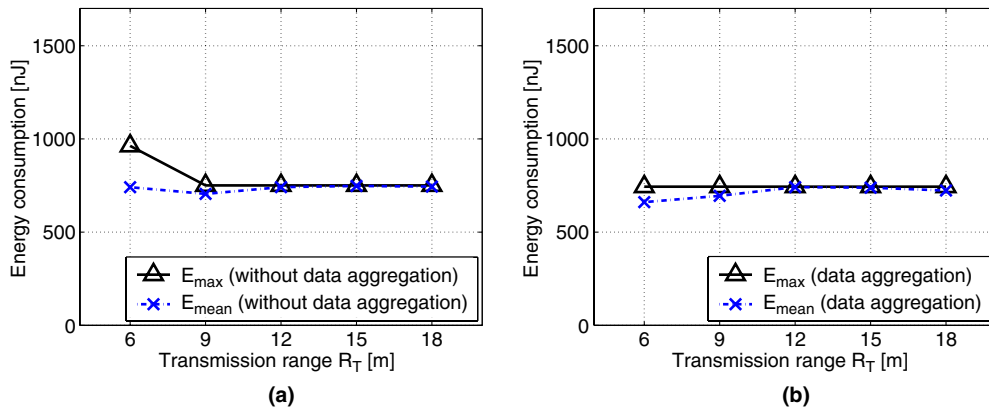 Energy consumption [nJ]
1500
1000
500
0
E_max (without data aggregation)
E_mean (without data aggregation)
6 9 12 15 18
Transmission range R_T [m]
(a)
Energy consumption [nJ]
1500
1000
500
0
E_max (data aggregation)
E_mean (data aggregation)
6 9 12 15 18
Transmission range R_T [m]
(b)